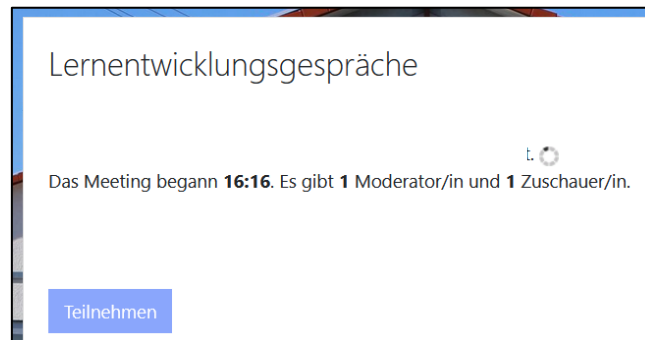 Lernentwicklungsgespräche
t.
Das Meeting begann 16:16. Es gibt 1 Moderator/in und 1 Zuschauer/in.
Teilnehmen